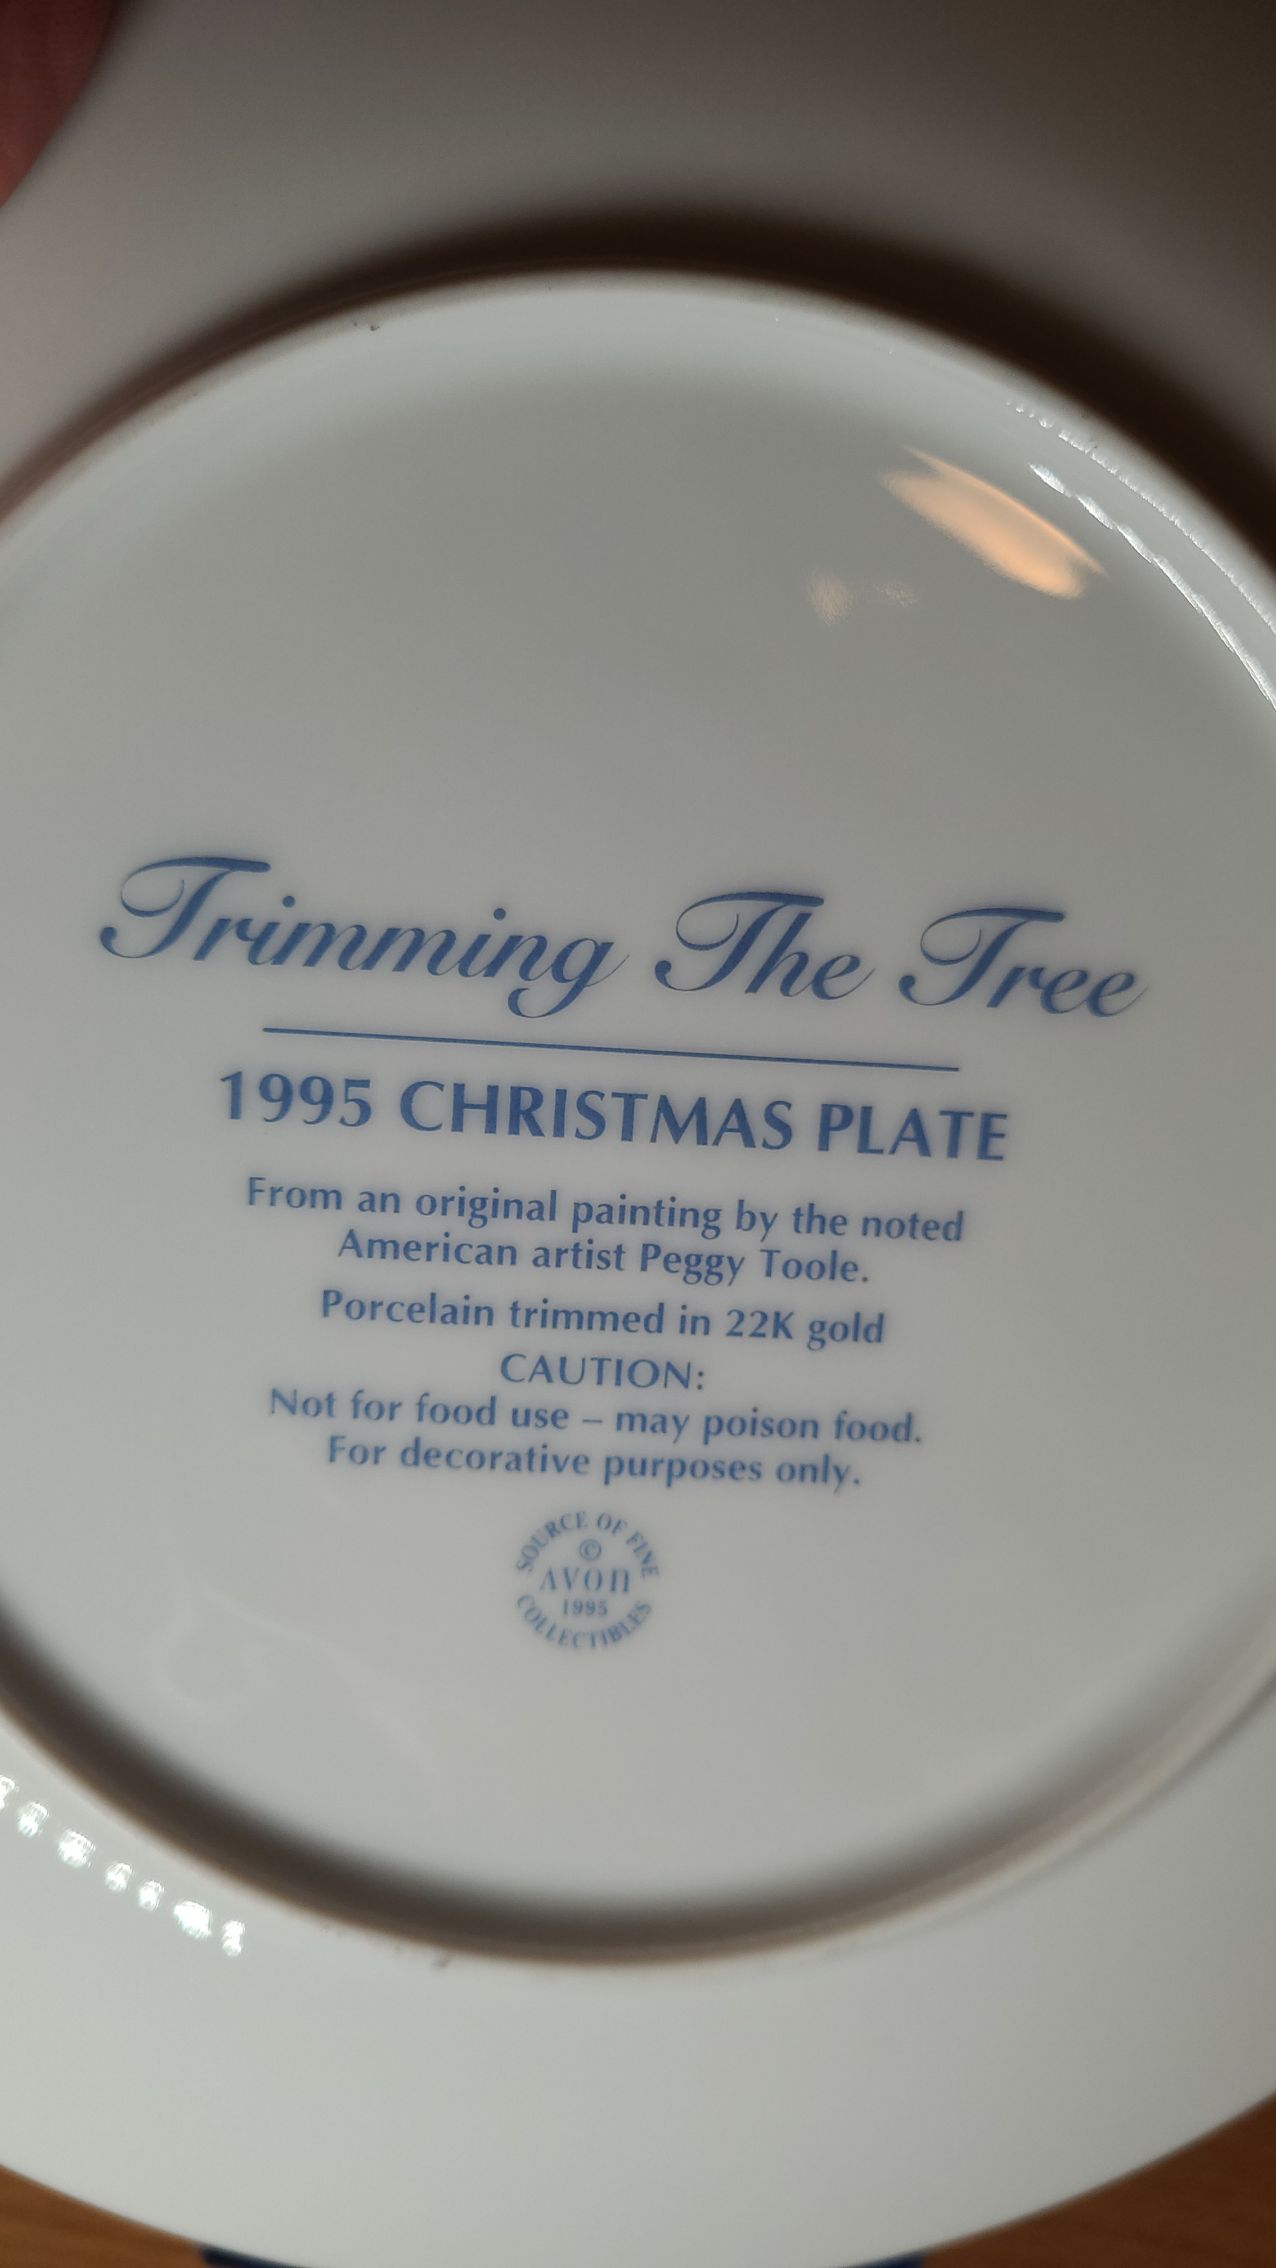 Trimming The Tree
1995 CHRISTMAS PLATE
From an original painting by the noted
American artist Peggy Toole.
Porcelain trimmed in 22K gold
CAUTION:
Not for food use – may poison food.
For decorative purposes only.
SOURCE OF FINE
©
AVON
1995
COLLECTIBLES